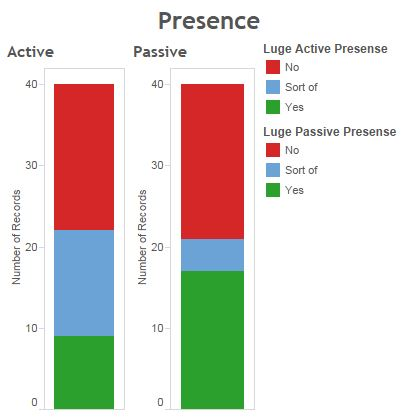 Presence
Active
Number of Records
40
30
20
10
0
Passive
Number of Records
40
30
20
10
0
Luge Active Presense
No
Sort of
Yes
Luge Passive Presense
No
Sort of
Yes